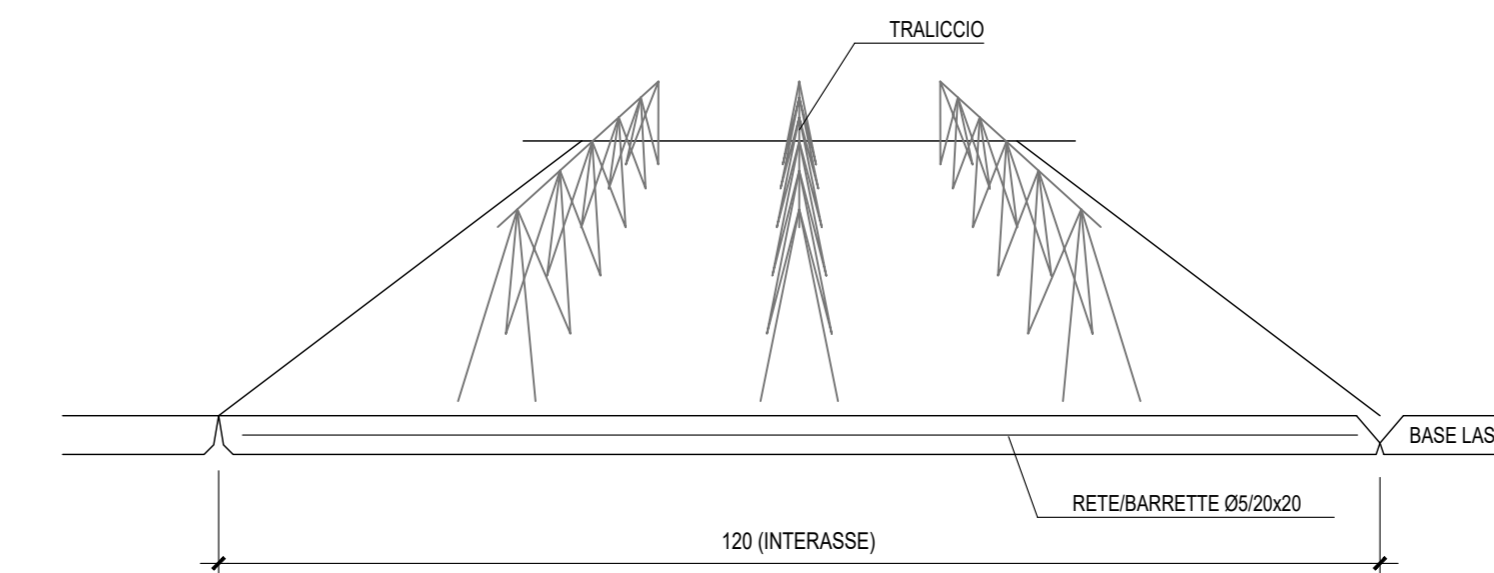 TRALICCIO
BASE LAS
RETE/BARRETTE Ø5/20x20
120 (INTERASSE)